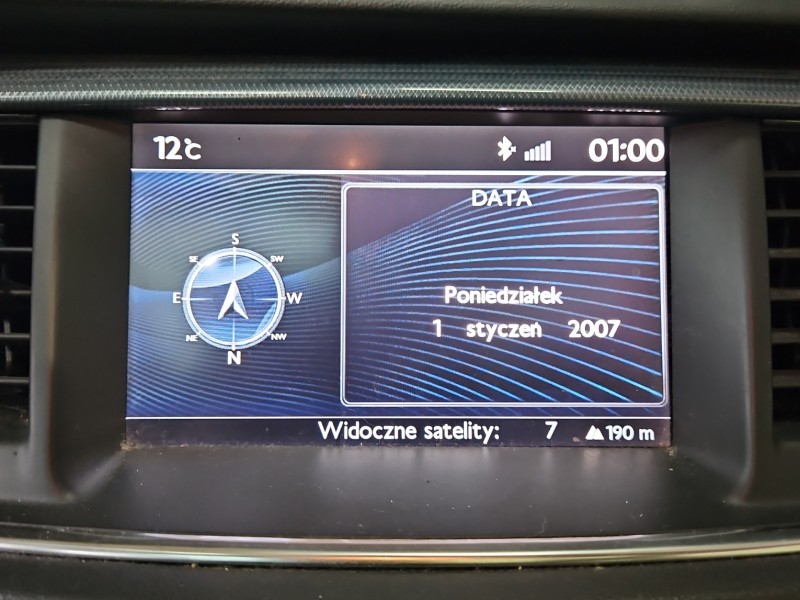 12°C 01:00
DATA
S
SE SW
E W
NE NW
N
Poniedziałek
1 styczeń 2007
Widoczne satelity: 7 190 m